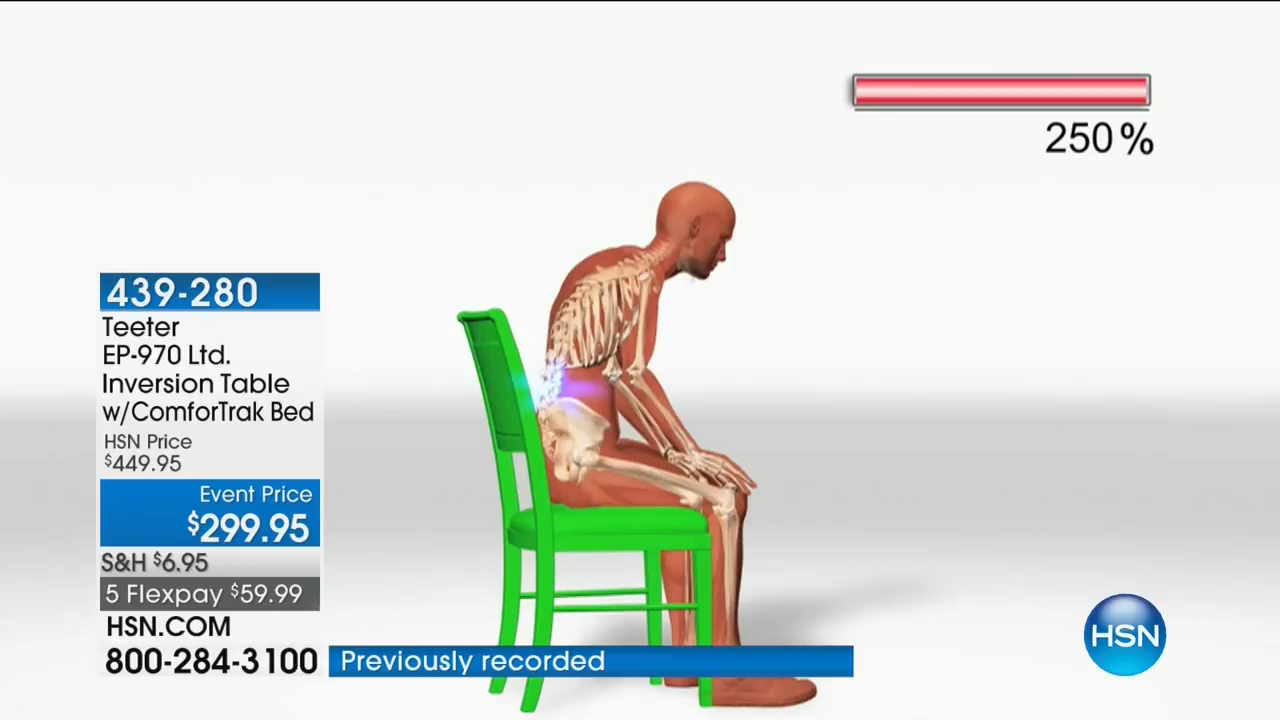 250%
439-280
Teeter
EP-970 Ltd.
Inversion Table
w/ComforTrak Bed
HSN Price
$449.95
Event Price
$299.95
S&H $6.95
5 Flexpay $59.99
HSN.COM
800-284-3100
Previously recorded
HSN